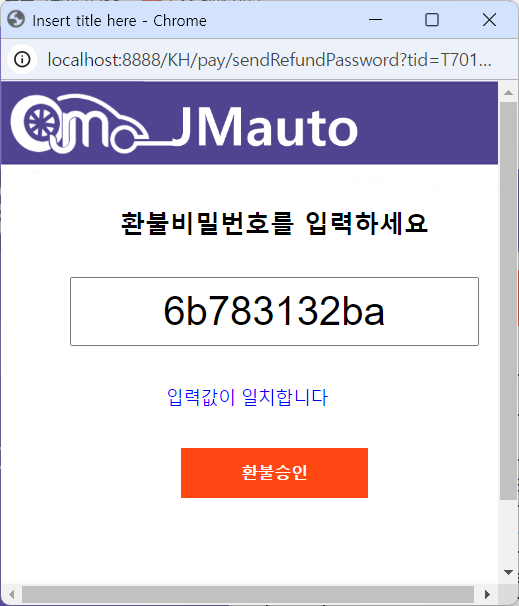 Insert title here - Chrome
localhost:8888/KH/pay/sendRefundPassword?tid=T701...
JMauto
환불비밀번호를 입력하세요
6b783132ba
입력값이 일치합니다
환불승인